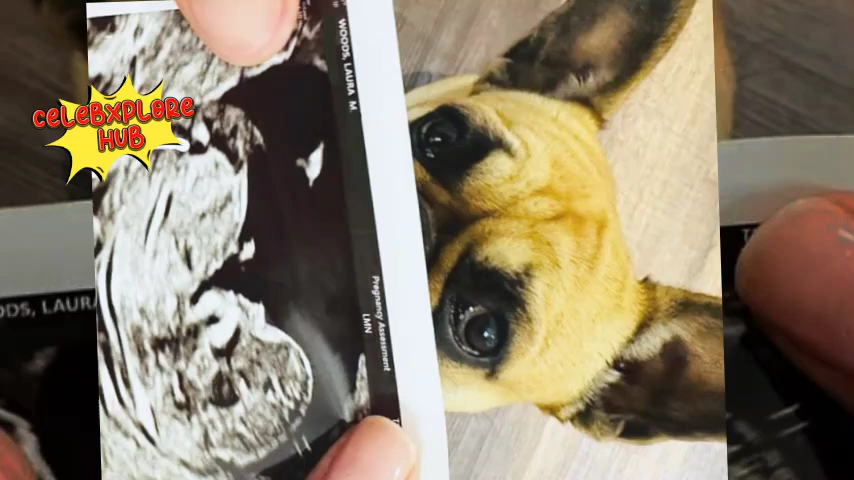 CELEBXPLORE
HUB
WOODS, LAURA M.
Pregnancy Assessment
LMN
ODS, LAURA